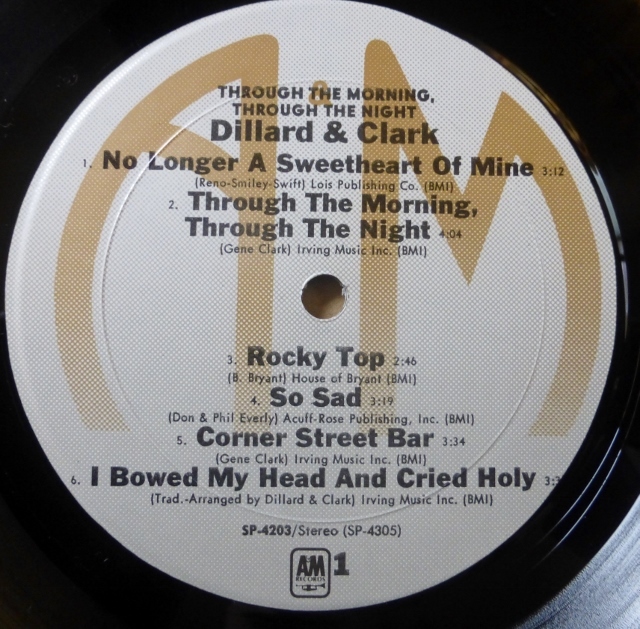 THROUGH THE MORNING,
THROUGH THE NIGHT
Dillard & Clark
1. No Longer A Sweetheart Of Mine 3:12
(Reno-Smiley-Swift) Lois Publishing Co. (BMI)
2. Through The Morning,
Through The Night 4:04
(Gene Clark) Irving Music Inc. (BMI)
3. Rocky Top 2:46
(B. Bryant) House of Bryant (BMI)
4. So Sad 3:19
(Don & Phil Everly) Acuff-Rose Publishing, Inc. (BMI)
5. Corner Street Bar 3:34
(Gene Clark) Irving Music Inc. (BMI)
6. I Bowed My Head And Cried Holy
(Trad.-Arranged by Dillard & Clark) Irving Music Inc. (BMI)
SP-4203/Stereo (SP-4305)
AM 1
RECORDS